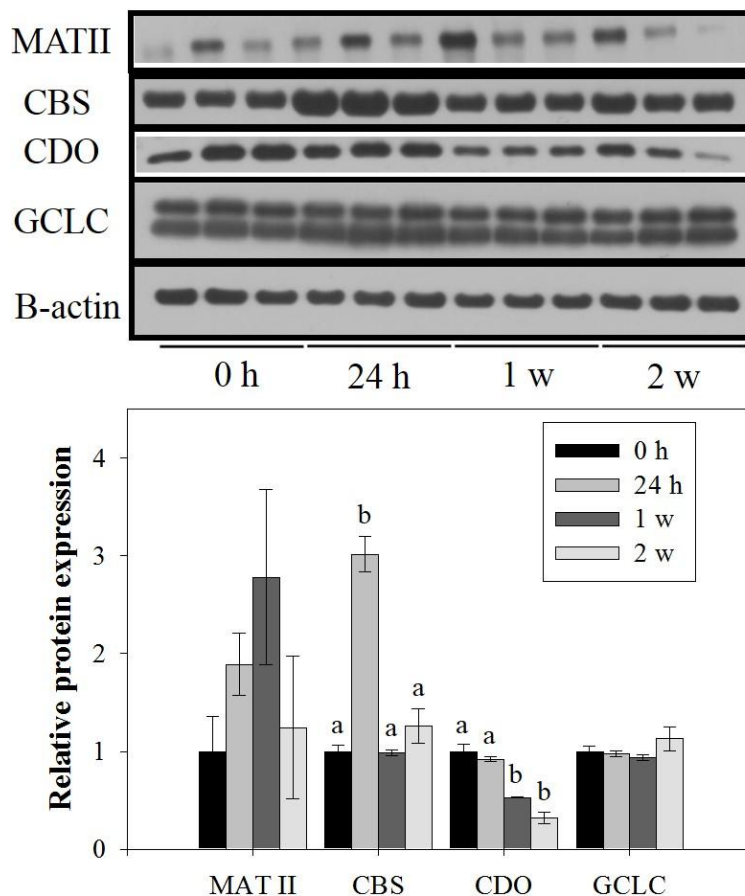 MATII
CBS
CDO
GCLC
B-actin
0 h 24 h 1 w 2 w
Relative protein expression
4
3
2
1
0
0 h
24 h
1 w
2 w
b
a a a
a a b b
MAT II CBS CDO GCLC